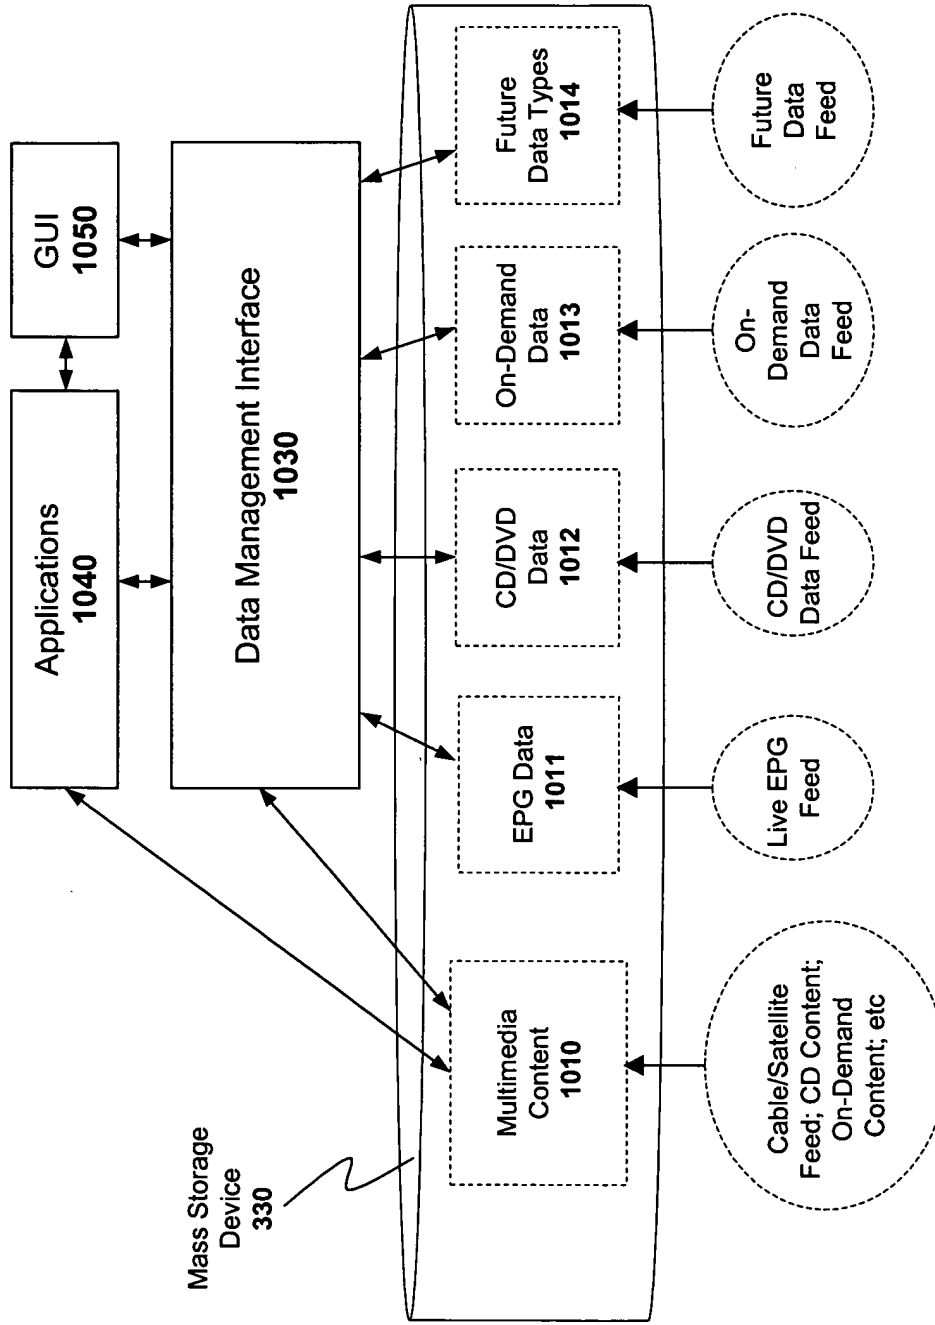 Applications
1040
GUI
1050
Data Management Interface
1030
Mass Storage
Device
330
Multimedia
Content
1010
EPG Data
1011
CD/DVD
Data
1012
On-Demand
Data
1013
Future
Data Types
1014
Cable/Satellite
Feed; CD Content;
On-Demand
Content; etc
Live EPG
Feed
CD/DVD
Data Feed
On-
Demand
Data
Feed
Future
Data
Feed